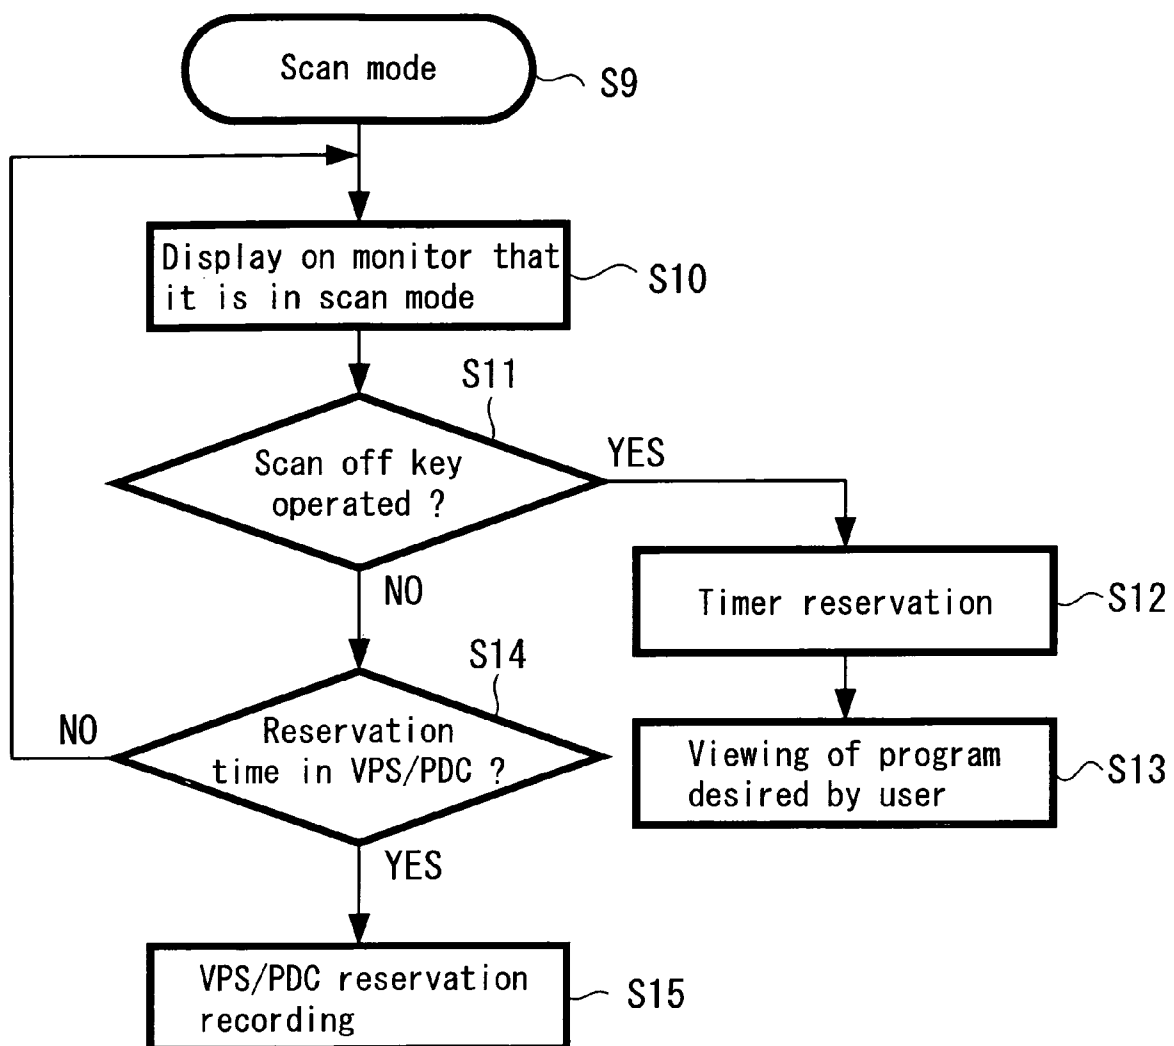 Scan mode
S9
Display on monitor that
it is in scan mode
S10
S11
Scan off key
operated ?
YES
NO
Timer reservation
S12
S14
Reservation
time in VPS/PDC ?
NO
YES
Viewing of program
desired by user
S13
VPS/PDC reservation
recording
S15